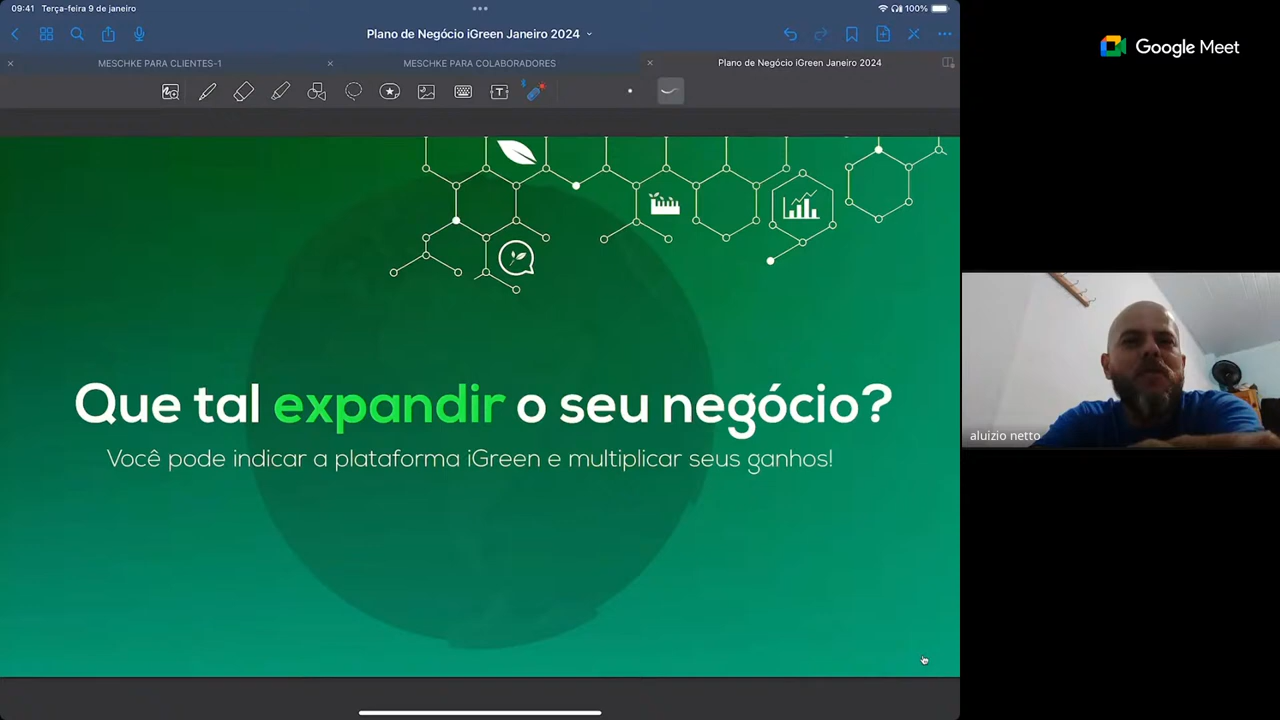 09:41 Terça-feira 9 de janeiro
100%
Plano de Negócio iGreen Janeiro 2024
MESCHKE PARA CLIENTES-1
MESCHKE PARA COLABORADORES
Plano de Negócio iGreen Janeiro 2024
Que tal expandir o seu negócio?
Você pode indicar a plataforma iGreen e multiplicar seus ganhos!
Google Meet
aluizio netto